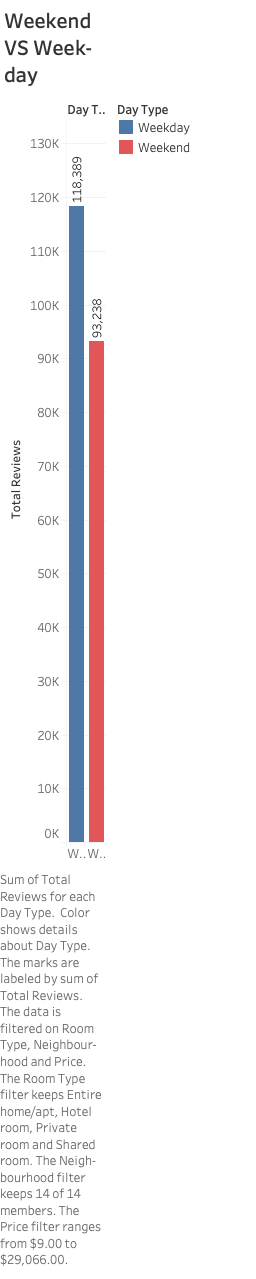 Weekend
VS Week-
day
Day T.. Day Type
Weekday
Weekend
130K
120K
110K
100K
90K
80K
70K
60K
50K
40K
30K
20K
10K
0K
Total Reviews
118,389
93,238
W.. W..
Sum of Total
Reviews for each
Day Type.  Color
shows details
about Day Type.
The marks are
labeled by sum of
Total Reviews.
The data is
filtered on Room
Type, Neighbour-
hood and Price.
The Room Type
filter keeps Entire
home/apt, Hotel
room, Private
room and Shared
room. The Neigh-
bourhood filter
keeps 14 of 14
members. The
Price filter ranges
from $9.00 to
$29,066.00.